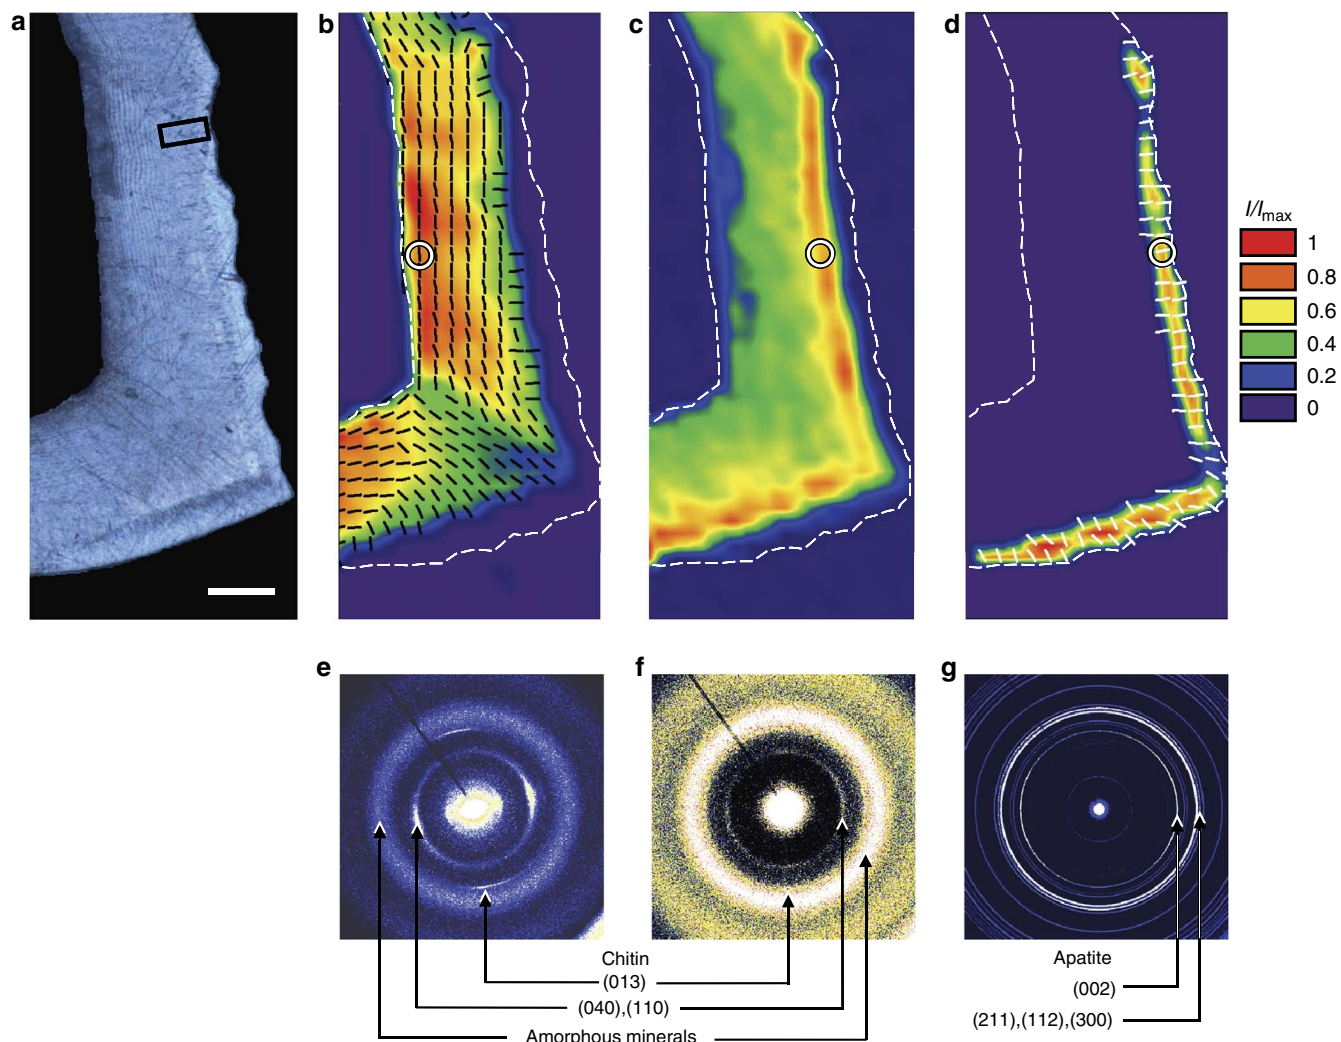 a
b
c
d
I/Imax
1
0.8
0.6
0.4
0.2
0
e
f
g
Chitin
(013)
(040),(110)
Amorphous minerals
Apatite
(002)
(211),(112),(300)